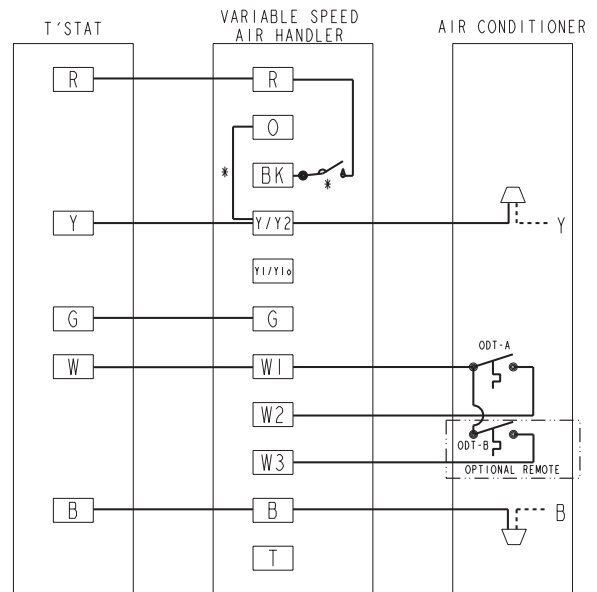 T'STAT
VARIABLE SPEED
AIR HANDLER
AIR CONDITIONER
R
R
O
*
BK
*
Y
Y/Y2
Y
Y1/Y1o
G
G
ODT-A
W
W1
W2
ODT-B
W3
OPTIONAL REMOTE
B
B
B
T